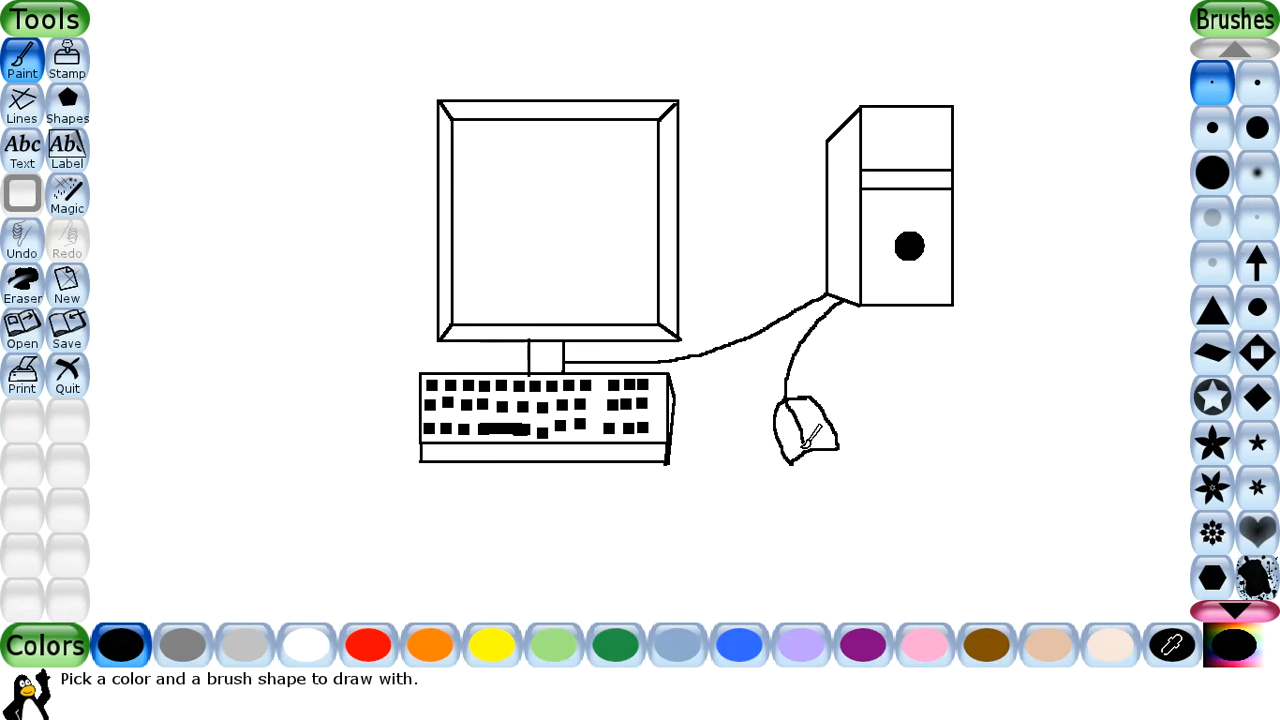 Tools
Brushes
Paint
Stamp
Lines
Shapes
Abc
Text
Abc
Label
Magic
Undo
Redo
Eraser
New
Open
Save
Print
Quit
Colors
Pick a color and a brush shape to draw with.